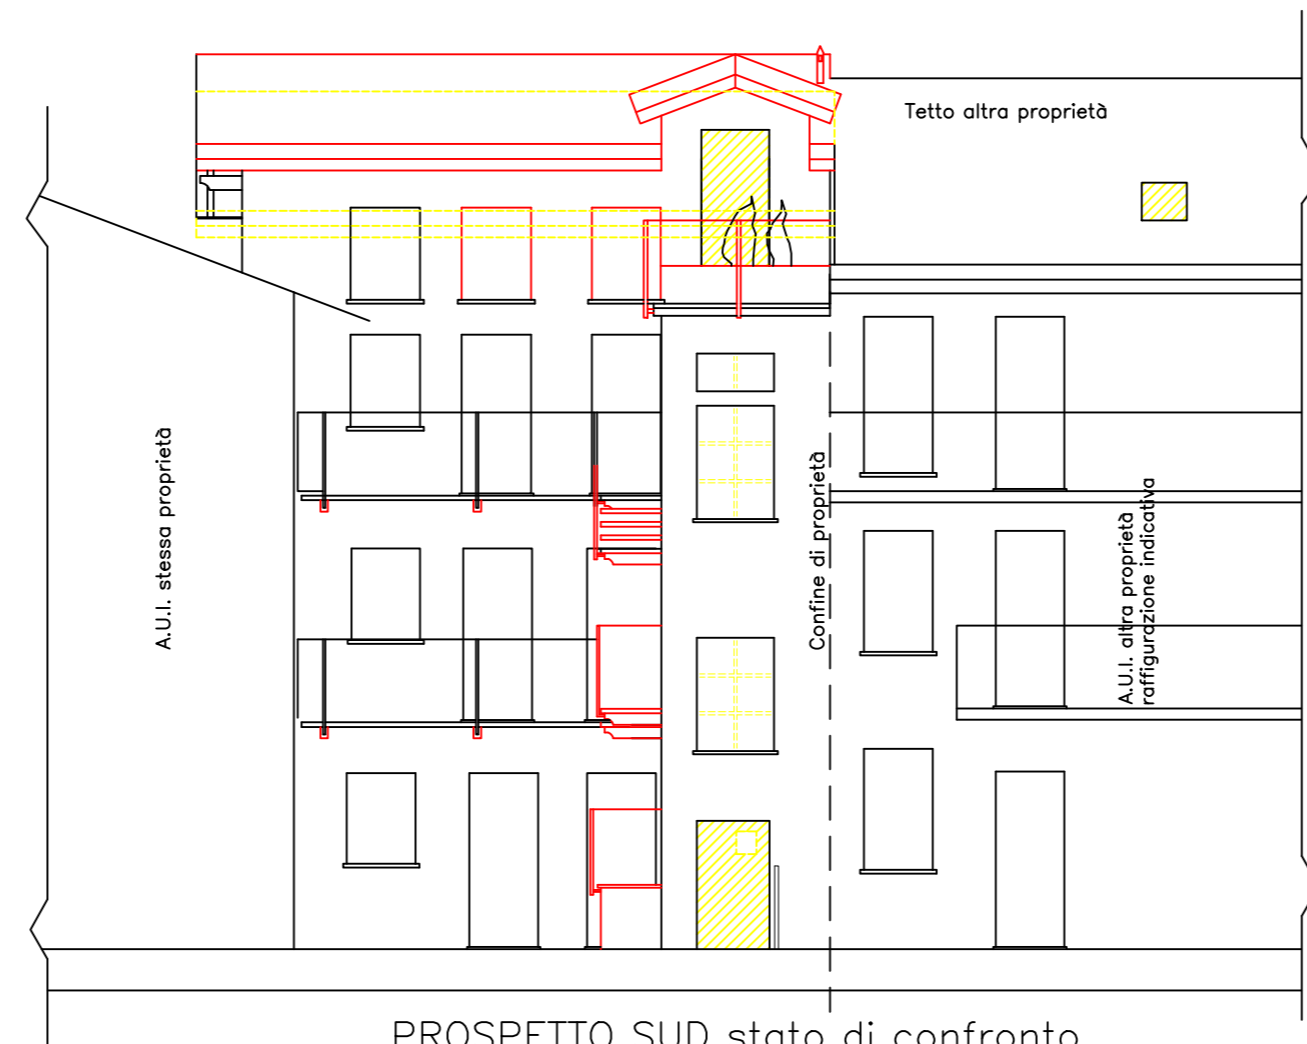 Tetto altra proprietà
A.U.I. stessa proprietà
Confine di proprietà
A.U.I. altra proprietà
raffigurazione indicativa
PROSPETTO SUD stato di confronto